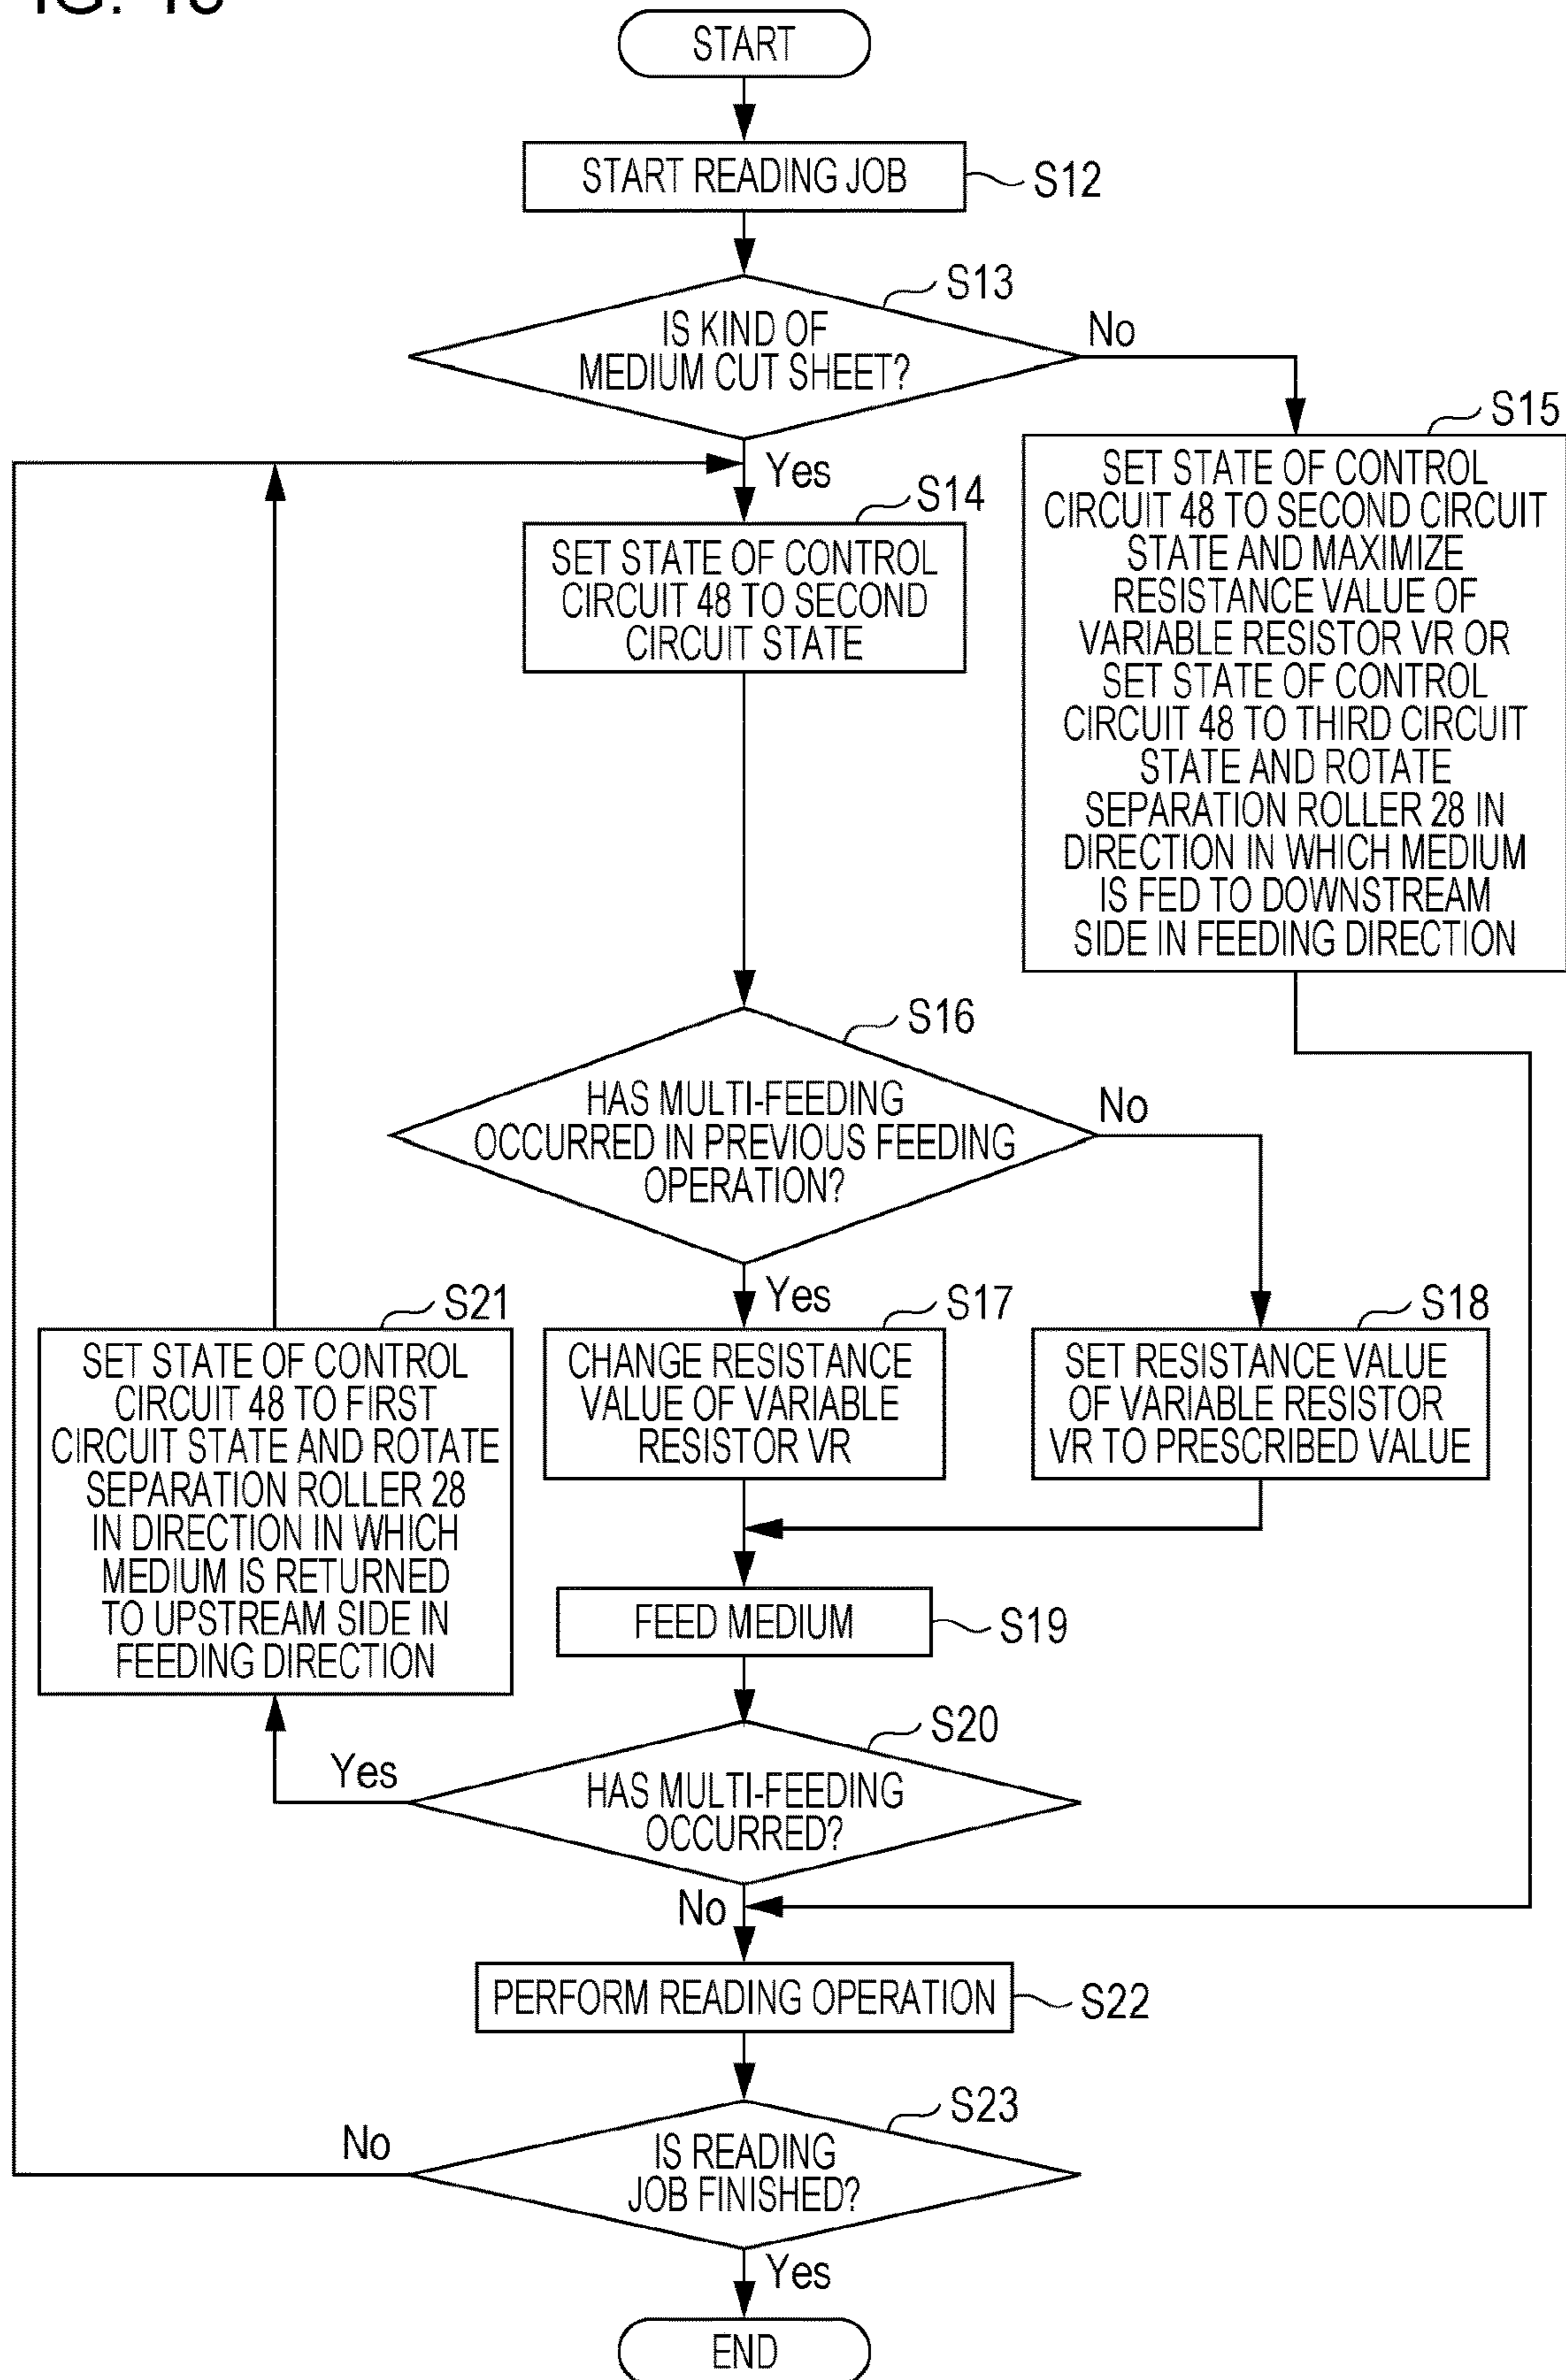 FIG.
START
START READING JOB
S12
S13
IS KIND OF
MEDIUM CUT SHEET?
No
Yes
S14
SET STATE OF CONTROL
CIRCUIT 48 TO SECOND
CIRCUIT STATE
S15
SET STATE OF CONTROL
CIRCUIT 48 TO SECOND CIRCUIT
STATE AND MAXIMIZE
RESISTANCE VALUE OF
VARIABLE RESISTOR VR OR
SET STATE OF CONTROL
CIRCUIT 48 TO THIRD CIRCUIT
STATE AND ROTATE
SEPARATION ROLLER 28 IN
DIRECTION IN WHICH MEDIUM
IS FED TO DOWNSTREAM
SIDE IN FEEDING DIRECTION
S16
HAS MULTI-FEEDING
OCCURRED IN PREVIOUS FEEDING
OPERATION?
No
Yes
S21
SET STATE OF CONTROL
CIRCUIT 48 TO FIRST
CIRCUIT STATE AND ROTATE
SEPARATION ROLLER 28
IN DIRECTION IN WHICH
MEDIUM IS RETURNED
TO UPSTREAM SIDE IN
FEEDING DIRECTION
S17
CHANGE RESISTANCE
VALUE OF VARIABLE
RESISTOR VR
S18
SET RESISTANCE VALUE
OF VARIABLE RESISTOR
VR TO PRESCRIBED VALUE
FEED MEDIUM
S19
S20
Yes
HAS MULTI-FEEDING
OCCURRED?
No
PERFORM READING OPERATION
S22
S23
No
IS READING
JOB FINISHED?
Yes
END